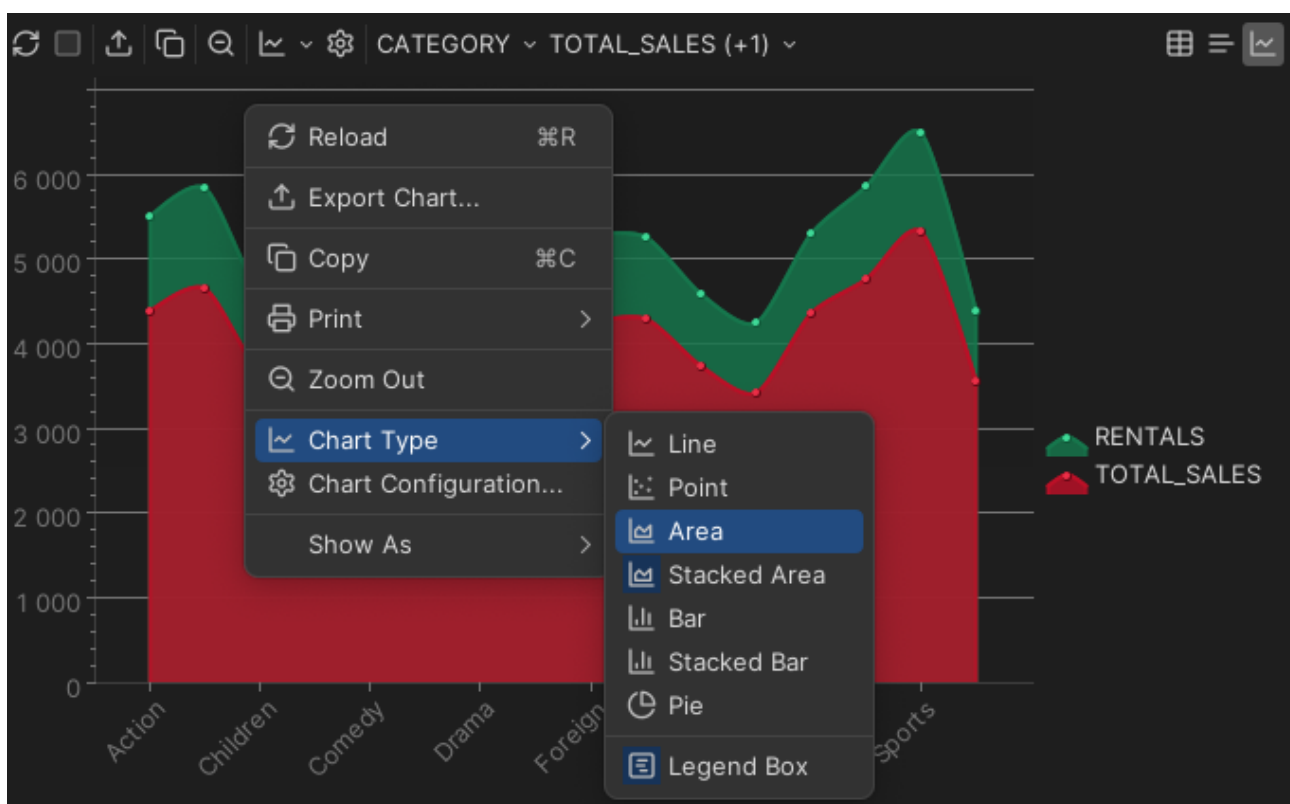 CATEGORY TOTAL_SALES (+1)
6 000
5 000
4 000
3 000
2 000
1 000
0
Reload ⌘R
Export Chart...
Copy ⌘C
Print
Zoom Out
Chart Type
Chart Configuration...
Show As
Line
Point
Area
Stacked Area
Bar
Stacked Bar
Pie
Legend Box
RENTALS
TOTAL_SALES
Action
Children
Comedy
Drama
Foreign
Sports